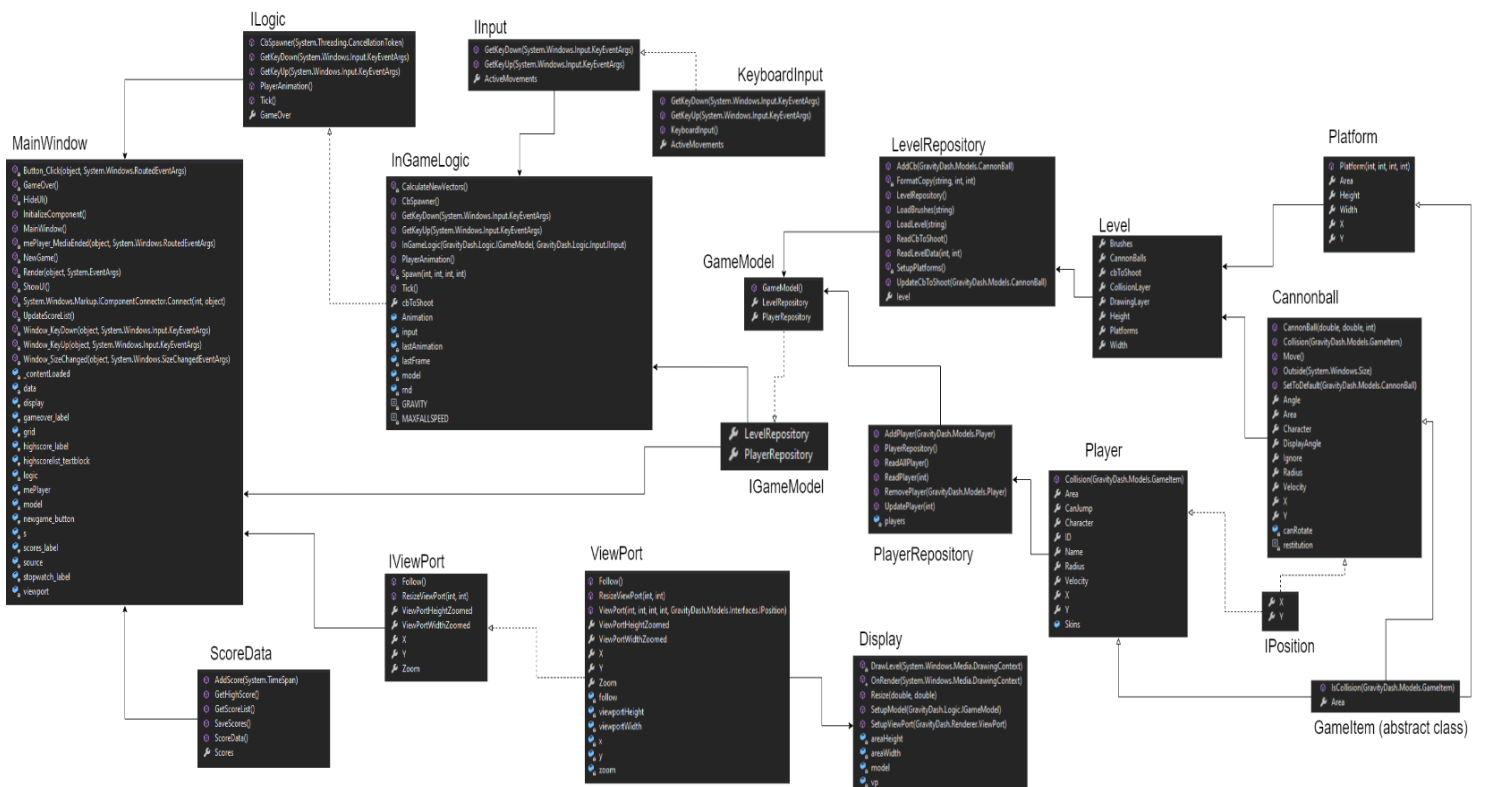 ILogic
CbSpawner(System.Threading.CancellationToken)
GetKeyDown(System.Windows.Input.KeyEventArgs)
GetKeyUp(System.Windows.Input.KeyEventArgs)
PlayerAnimation()
Tick()
GameOver
IInput
GetKeyDown(System.Windows.Input.KeyEventArgs)
GetKeyUp(System.Windows.Input.KeyEventArgs)
ActiveMovements
KeyboardInput
GetKeyDown(System.Windows.Input.KeyEventArgs)
GetKeyUp(System.Windows.Input.KeyEventArgs)
KeyboardInput()
ActiveMovements
MainWindow
Button_Click(object, System.Windows.RoutedEventArgs)
GameOver()
HideUI()
InitializeComponent()
MainWindow()
mePlayer_MediaEnded(object, System.Windows.RoutedEventArgs)
NewGame()
Render(object, System.EventArgs)
ShowUI()
System.Windows.Markup.IComponentConnector.Connect(int, object)
UpdateScoreList()
Window_KeyDown(object, System.Windows.Input.KeyEventArgs)
Window_KeyUp(object, System.Windows.Input.KeyEventArgs)
Window_SizeChanged(object, System.Windows.SizeChangedEventArgs)
_contentLoaded
data
display
gameover_label
grid
highscore_label
highscorelist_textblock
logic
mePlayer
model
newgame_button
s
scores_label
source
stopwatch_label
viewport
InGameLogic
CalculateNewVectors()
CbSpawner()
GetKeyDown(System.Windows.Input.KeyEventArgs)
GetKeyUp(System.Windows.Input.KeyEventArgs)
InGameLogic(GravityDash.Logic.IGameModel, GravityDash.Logic.Input.IInput)
PlayerAnimation()
Spawn(int, int, int, int)
Tick()
cbToShoot
Animation
input
lastAnimation
lastFrame
model
rnd
GRAVITY
MAXFALLSPEED
GameModel
GameModel()
LevelRepository
PlayerRepository
LevelRepository
PlayerRepository
IGameModel
LevelRepository
AddCb(GravityDash.Models.CannonBall)
FormatCopy(string, int, int)
LevelRepository()
LoadBrushes(string)
LoadLevel(string)
ReadCbToShoot()
ReadLevelData(int, int)
SetupPlatforms()
UpdateCbToShoot(GravityDash.Models.CannonBall)
level
Level
Brushes
CannonBalls
cbToShoot
CollisionLayer
DrawingLayer
Height
Platforms
Width
Platform
Platform(int, int, int, int)
Area
Height
Width
X
Y
Cannonball
CannonBall(double, double, int)
Collision(GravityDash.Models.GameItem)
Move()
Outside(System.Windows.Size)
SetToDefault(GravityDash.Models.CannonBall)
Angle
Area
Character
DisplayAngle
Ignore
Radius
Velocity
X
Y
canRotate
restitution
AddPlayer(GravityDash.Models.Player)
PlayerRepository()
ReadAllPlayer()
ReadPlayer(int)
RemovePlayer(GravityDash.Models.Player)
UpdatePlayer(int)
players
PlayerRepository
Player
Collision(GravityDash.Models.GameItem)
Area
CanJump
Character
ID
Name
Radius
Velocity
X
Y
Skins
X
Y
IPosition
IsCollision(GravityDash.Models.GameItem)
Area
GameItem (abstract class)
IViewPort
Follow()
ResizeViewPort(int, int)
ViewPortHeightZoomed
ViewPortWidthZoomed
X
Y
Zoom
ViewPort
Follow()
ResizeViewPort(int, int)
ViewPort(int, int, int, int, GravityDash.Models.Interfaces.IPosition)
ViewPortHeightZoomed
ViewPortWidthZoomed
X
Y
Zoom
follow
viewportHeight
viewportWidth
x
y
zoom
Display
DrawLevel(System.Windows.Media.DrawingContext)
OnRender(System.Windows.Media.DrawingContext)
Resize(double, double)
SetupModel(GravityDash.Logic.IGameModel)
SetupViewPort(GravityDash.Renderer.ViewPort)
areaHeight
areaWidth
model
vp
ScoreData
AddScore(System.TimeSpan)
GetHighScore()
GetScoreList()
SaveScores()
ScoreData()
Scores